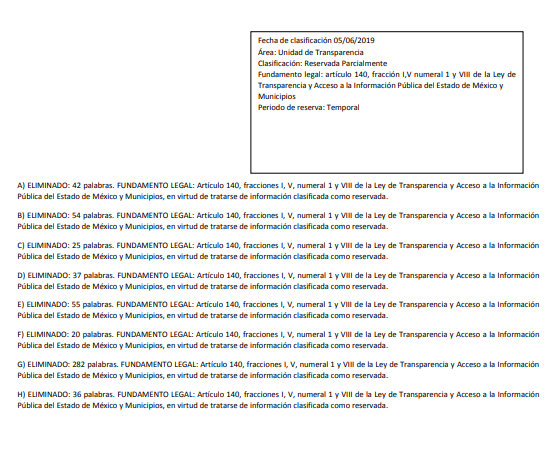 Fecha de clasificación 05/06/2019
Área: Unidad de Transparencia
Clasificación: Reservada Parcialmente
Fundamento legal: artículo 140, fracción I,V numeral 1 y VIII de la Ley de
Transparencia y Acceso a la Información Pública del Estado de México y
Municipios
Periodo de reserva: Temporal
A) ELIMINADO: 42 palabras. FUNDAMENTO LEGAL: Artículo 140, fracciones I, V, numeral 1 y VIII de la Ley de Transparencia y Acceso a la Información
Pública del Estado de México y Municipios, en virtud de tratarse de información clasificada como reservada.
B) ELIMINADO: 54 palabras. FUNDAMENTO LEGAL: Artículo 140, fracciones I, V, numeral 1 y VIII de la Ley de Transparencia y Acceso a la Información
Pública del Estado de México y Municipios, en virtud de tratarse de información clasificada como reservada.
C) ELIMINADO: 25 palabras. FUNDAMENTO LEGAL: Artículo 140, fracciones I, V, numeral 1 y VIII de la Ley de Transparencia y Acceso a la Información
Pública del Estado de México y Municipios, en virtud de tratarse de información clasificada como reservada.
D) ELIMINADO: 37 palabras. FUNDAMENTO LEGAL: Artículo 140, fracciones I, V, numeral 1 y VIII de la Ley de Transparencia y Acceso a la Información
Pública del Estado de México y Municipios, en virtud de tratarse de información clasificada como reservada.
E) ELIMINADO: 55 palabras. FUNDAMENTO LEGAL: Artículo 140, fracciones I, V, numeral 1 y VIII de la Ley de Transparencia y Acceso a la Información
Pública del Estado de México y Municipios, en virtud de tratarse de información clasificada como reservada.
F) ELIMINADO: 20 palabras. FUNDAMENTO LEGAL: Artículo 140, fracciones I, V, numeral 1 y VIII de la Ley de Transparencia y Acceso a la Información
Pública del Estado de México y Municipios, en virtud de tratarse de información clasificada como reservada.
G) ELIMINADO: 282 palabras. FUNDAMENTO LEGAL: Artículo 140, fracciones I, V, numeral 1 y VIII de la Ley de Transparencia y Acceso a la Información
Pública del Estado de México y Municipios, en virtud de tratarse de información clasificada como reservada.
H) ELIMINADO: 36 palabras. FUNDAMENTO LEGAL: Artículo 140, fracciones I, V, numeral 1 y VIII de la Ley de Transparencia y Acceso a la Información
Pública del Estado de México y Municipios, en virtud de tratarse de información clasificada como reservada.